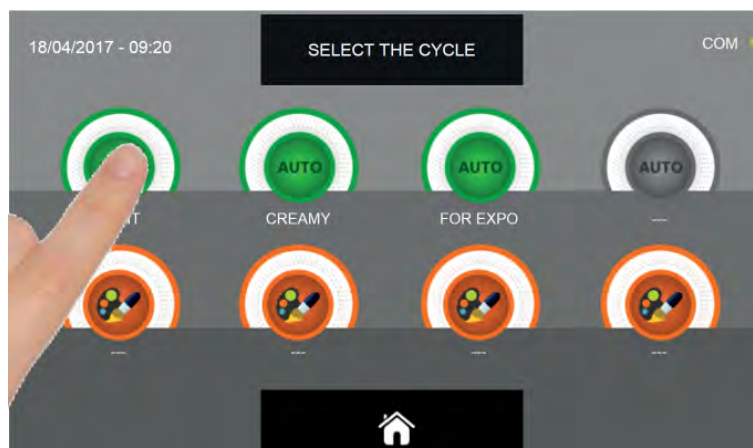 18/04/2017 - 09:20
SELECT THE CYCLE
COM
AUTO
AUTO
AUTO
CREAMY
FOR EXPO
---
---
---
---
---